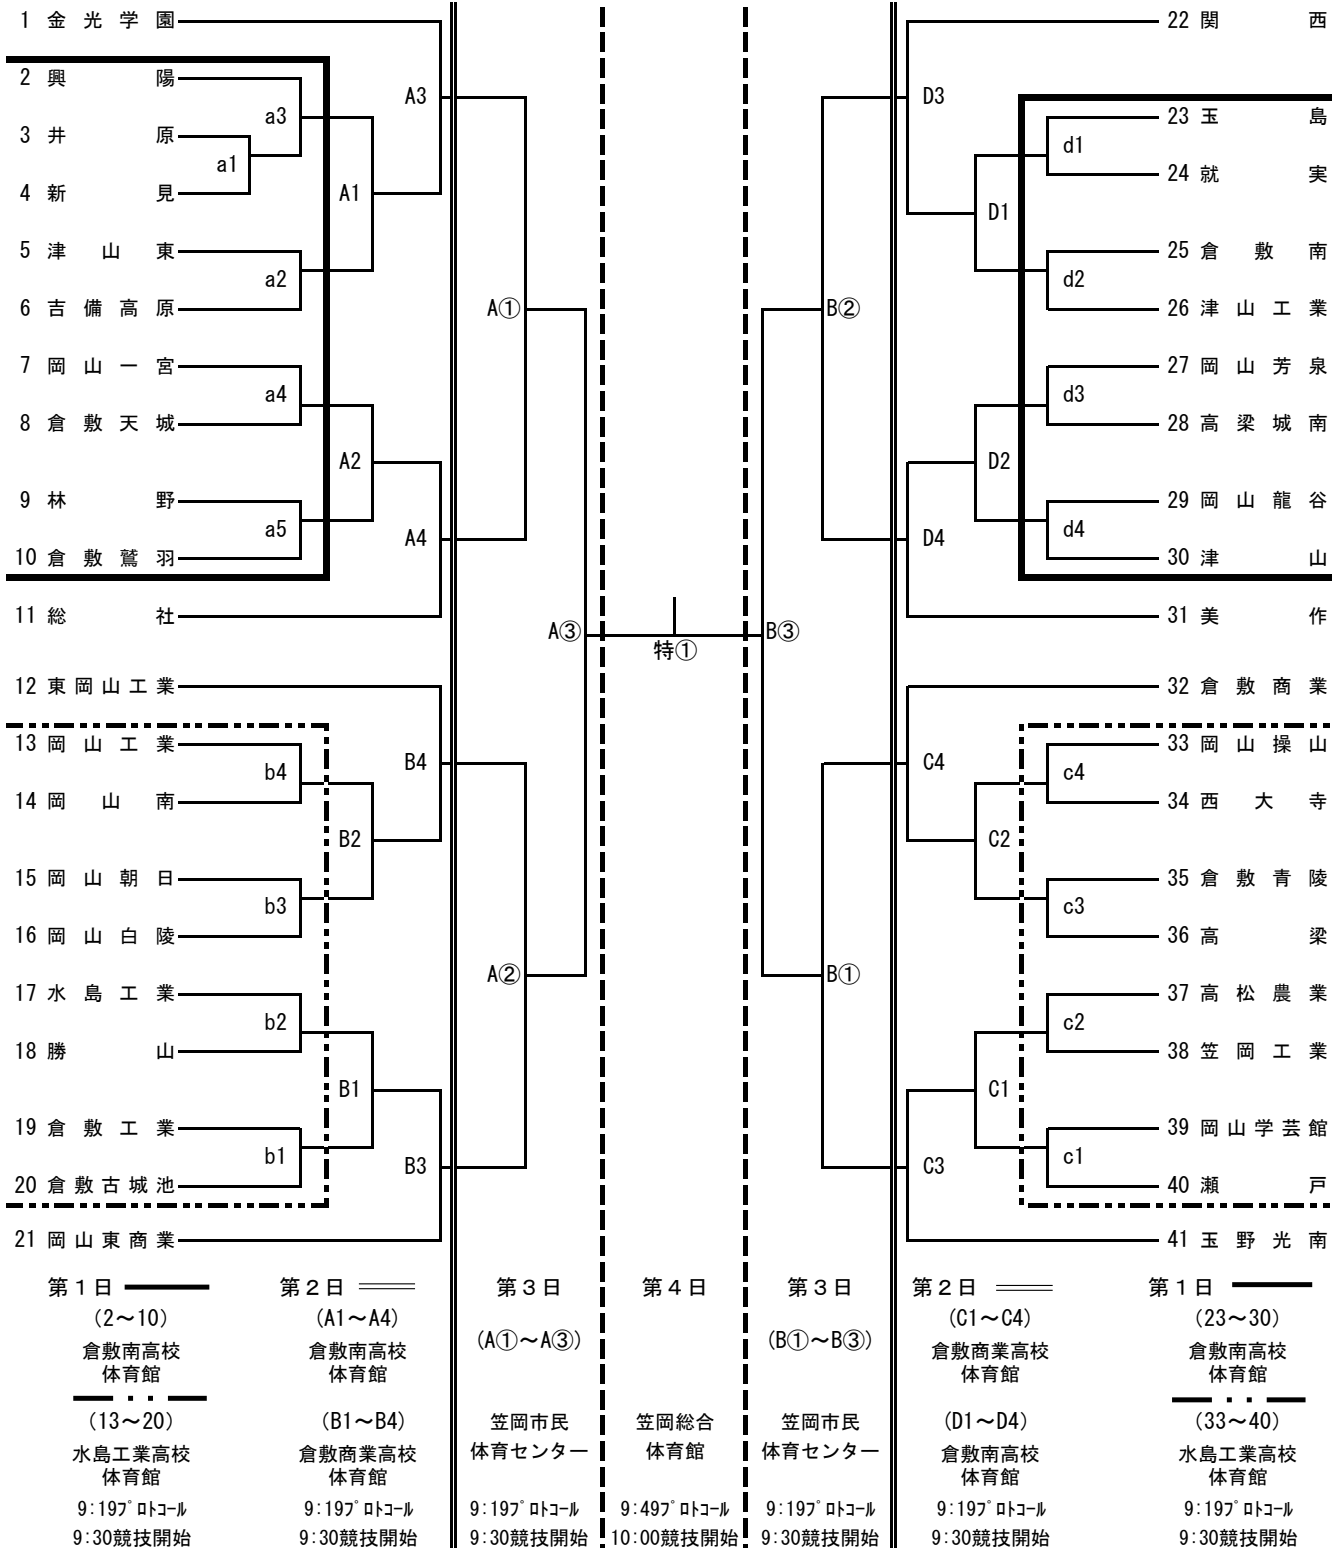 1 金光学園
2 興陽
3 井原
4 新見
5 津山東
6 吉備高原
7 岡山一宮
8 倉敷天城
9 林野
10 倉敷鷲羽
11 総社
12 東岡山工業
13 岡山工業
14 岡山南
15 岡山朝日
16 岡山白陵
17 水島工業
18 勝山
19 倉敷工業
20 倉敷古城池
21 岡山東商業
a3
a1
a2
a4
a5
b4
b3
b2
b1
A1
A2
B2
B1
A3
A4
B4
B3
A①
A②
A③
特①
B③
B②
B①
D3
D4
C4
C3
D1
D2
C2
C1
d1
d2
d3
d4
c4
c3
c2
c1
22 関西
23 玉島
24 就実
25 倉敷南
26 津山工業
27 岡山芳泉
28 高梁城南
29 岡山龍谷
30 津山
31 美作
32 倉敷商業
33 岡山操山
34 西大寺
35 倉敷青陵
36 高梁
37 高松農業
38 笠岡工業
39 岡山学芸館
40 瀬戸
41 玉野光南
第1日
(2～10)
倉敷南高校
体育館
(13～20)
水島工業高校
体育館
9:19ﾌﾟﾛﾄｺｰﾙ
9:30競技開始
第2日
(A1～A4)
倉敷南高校
体育館
(B1～B4)
倉敷商業高校
体育館
9:19ﾌﾟﾛﾄｺｰﾙ
9:30競技開始
第3日
(A①～A③)
笠岡市民
体育センター
9:19ﾌﾟﾛﾄｺｰﾙ
9:30競技開始
第4日
笠岡総合
体育館
9:49ﾌﾟﾛﾄｺｰﾙ
10:00競技開始
第3日
(B①～B③)
笠岡市民
体育センター
9:19ﾌﾟﾛﾄｺｰﾙ
9:30競技開始
第2日
(C1～C4)
倉敷商業高校
体育館
(D1～D4)
倉敷南高校
体育館
9:19ﾌﾟﾛﾄｺｰﾙ
9:30競技開始
第1日
(23～30)
倉敷南高校
体育館
(33～40)
水島工業高校
体育館
9:19ﾌﾟﾛﾄｺｰﾙ
9:30競技開始